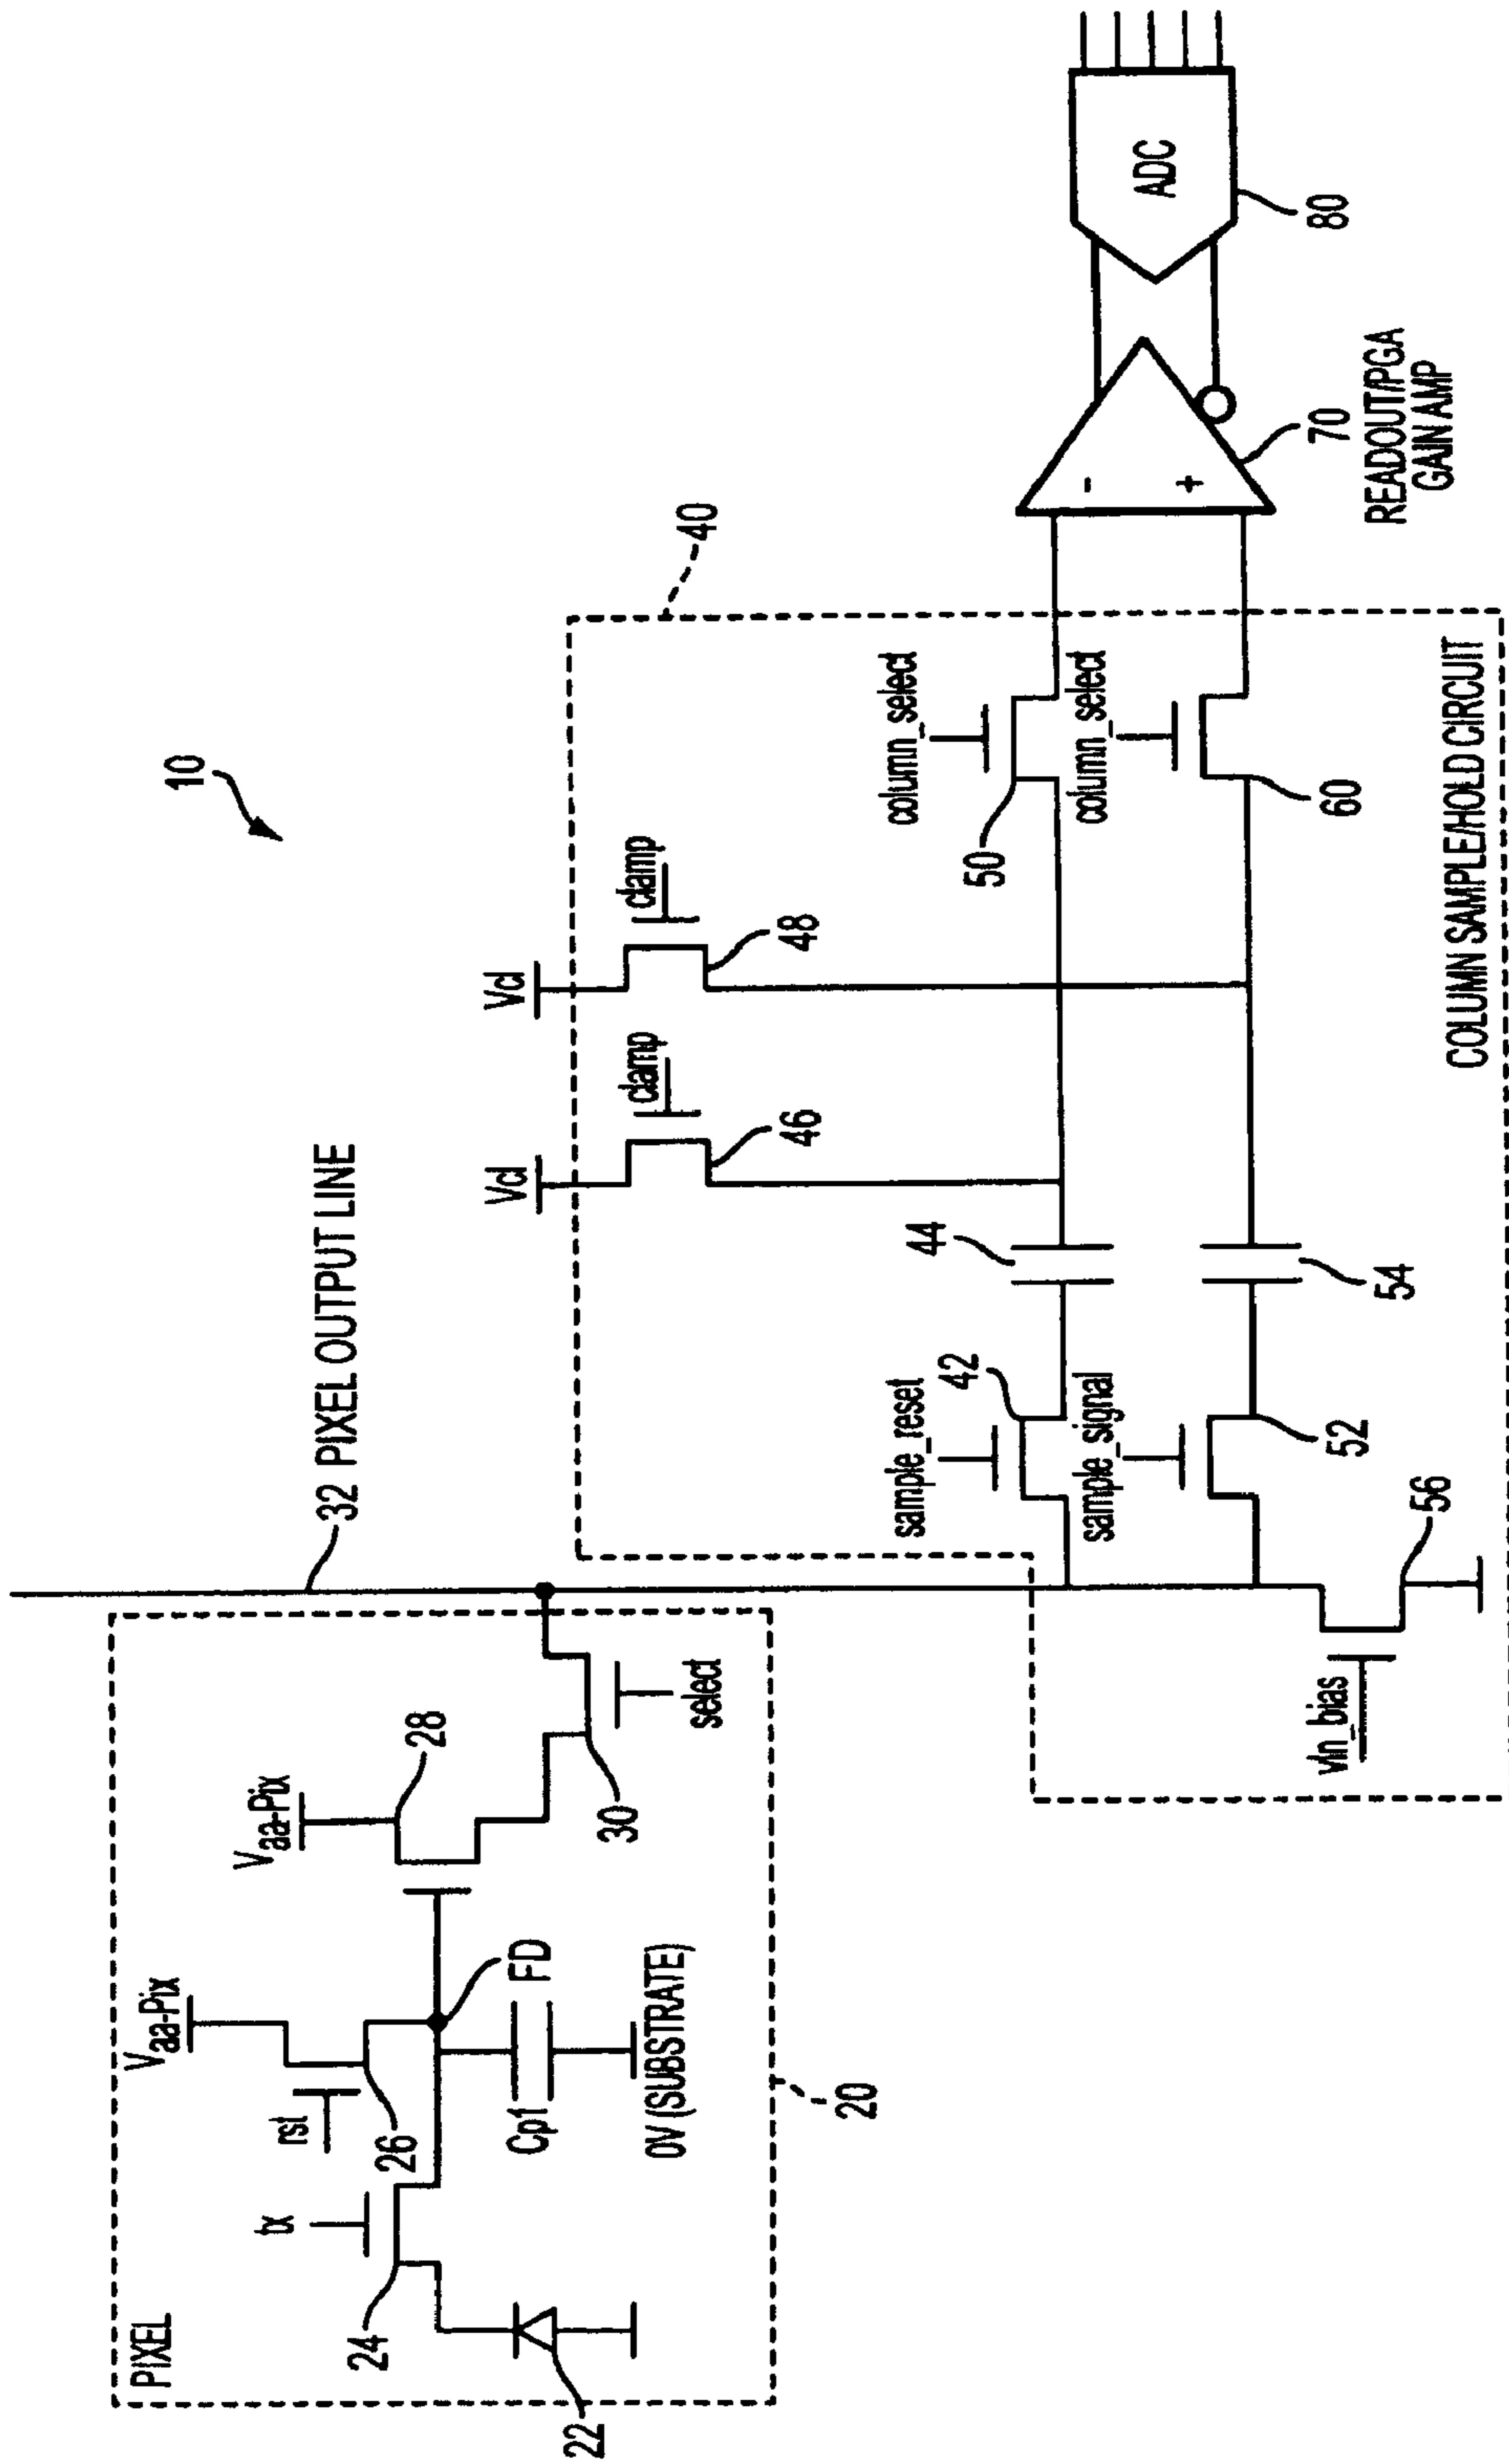 10
32 PIXEL OUTPUT LINE
PIXEL
Vaa-Pix
Vaa-Pix
rst
tx
24
26
28
22
Cp1
FD
0V (SUBSTRATE)
30
select
20
Vcl
Vcl
clamp
clamp
46
48
40
sample_reset
42
44
50
column_select
sample_signal
column_select
52
54
60
vln_bias
56
COLUMN SAMPLE/HOLD CIRCUIT
-
+
70
READOUT/PGA
GAIN AMP
ADC
80